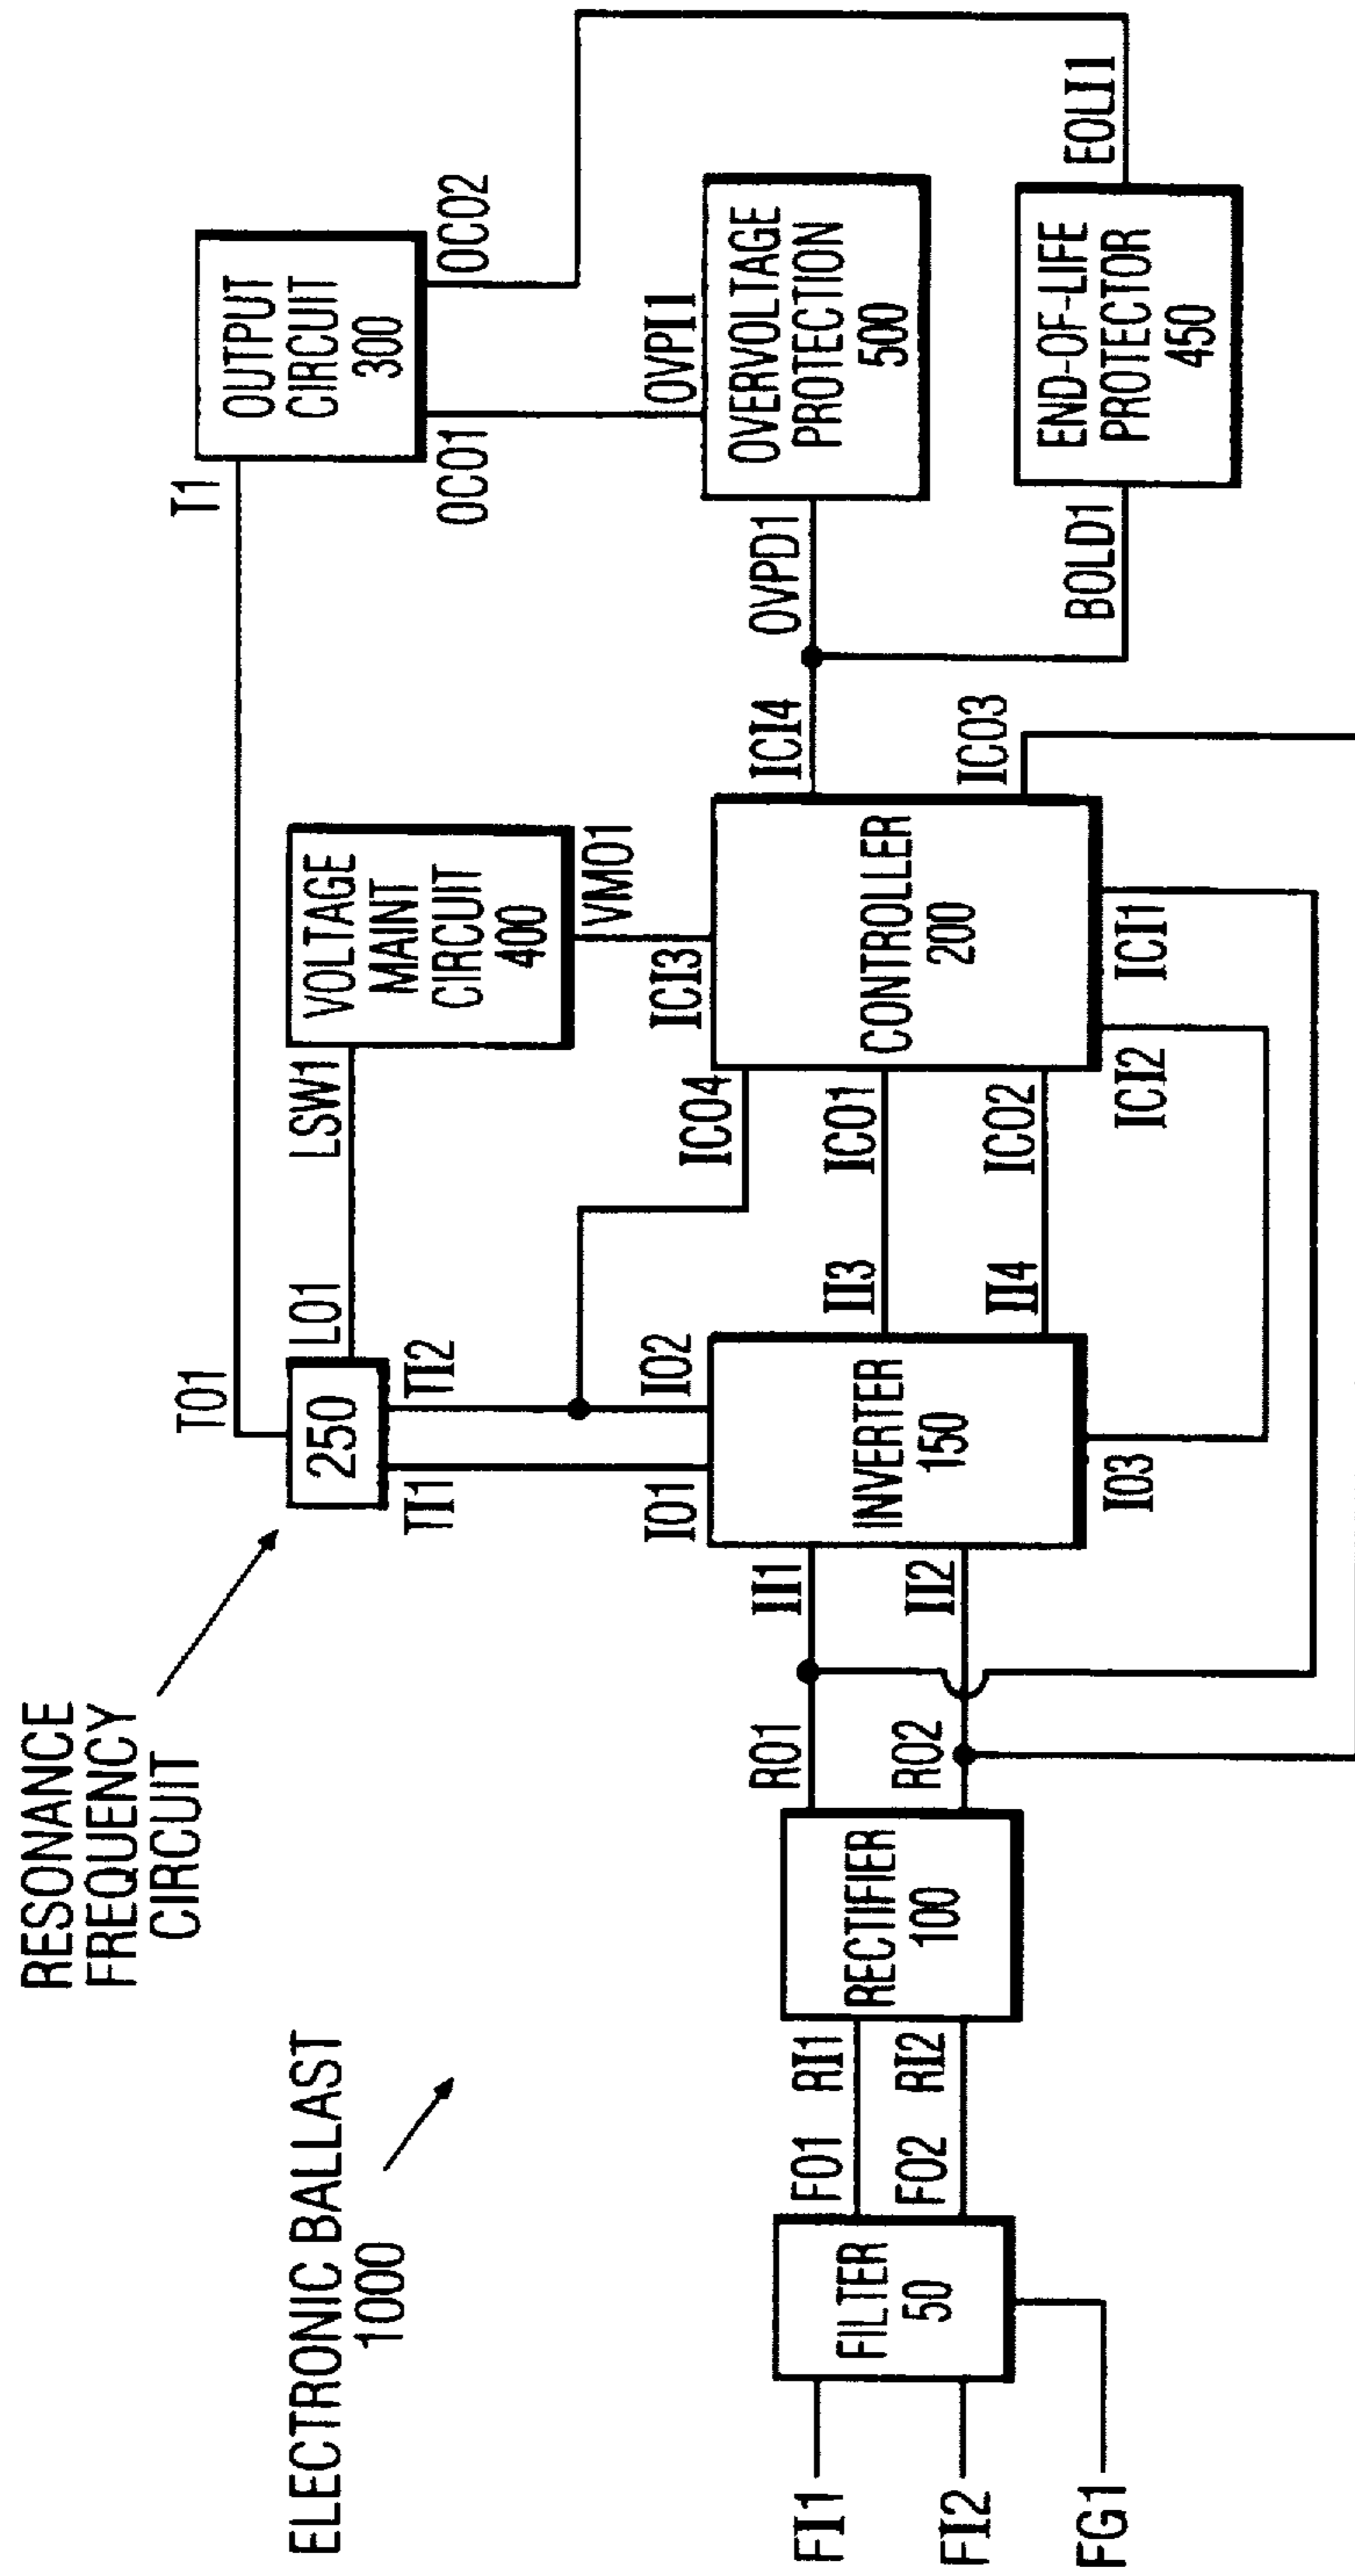 RESONANCE
FREQUENCY
CIRCUIT
ELECTRONIC BALLAST
1000
FI1
FI2
FG1
FILTER
50
FO1
RI1
FO2
RI2
RECTIFIER
100
RO1
II1
RO2
II2
INVERTER
150
IO1
IO2
IO3
II3
II4
TI1
TI2
250
TO1
LO1
LSW1
VOLTAGE
MAINT
CIRCUIT
400
VMO1
ICI3
ICO4
ICO1
ICO2
ICI2
ICI1
CONTROLLER
200
ICI4
ICO3
OVPD1
BOLD1
T1
OUTPUT
CIRCUIT
300
OCO1
OCO2
OVPI1
OVERVOLTAGE
PROTECTION
500
END-OF-LIFE
PROTECTOR
450
EOLI1